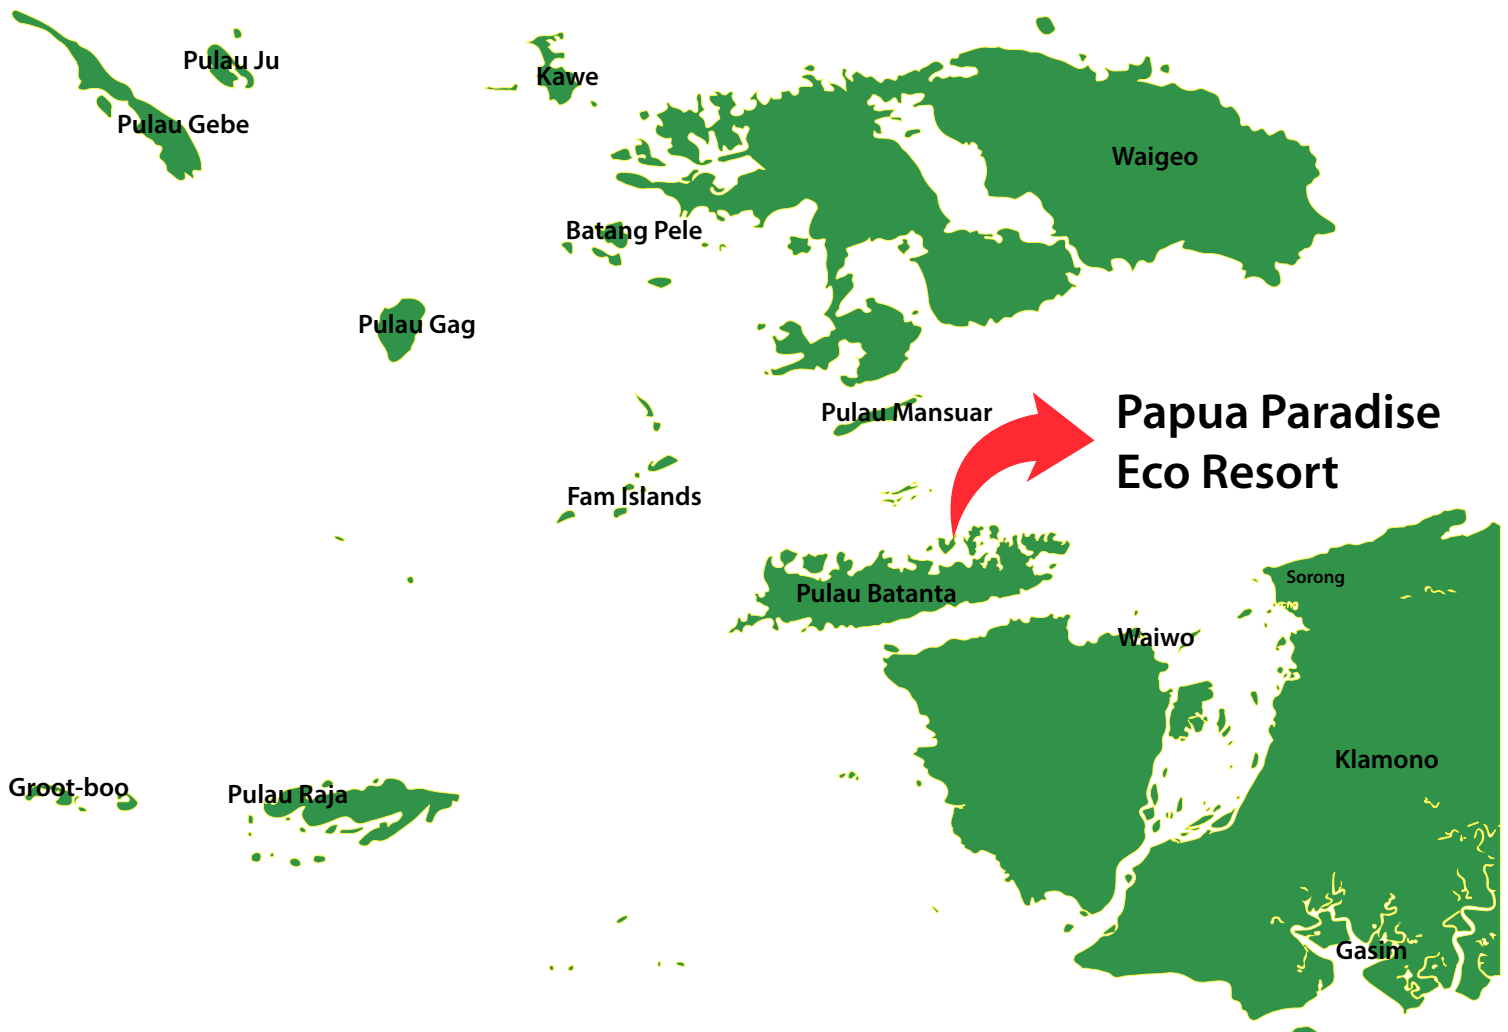 Pulau Ju
Kawe
Pulau Gebe
Waigeo
Batang Pele
Pulau Gag
Pulau Mansuar
Papua Paradise
Eco Resort
Fam Islands
Sorong
Pulau Batanta
Waiwo
Klamono
Groot-boo
Pulau Raja
Gasim